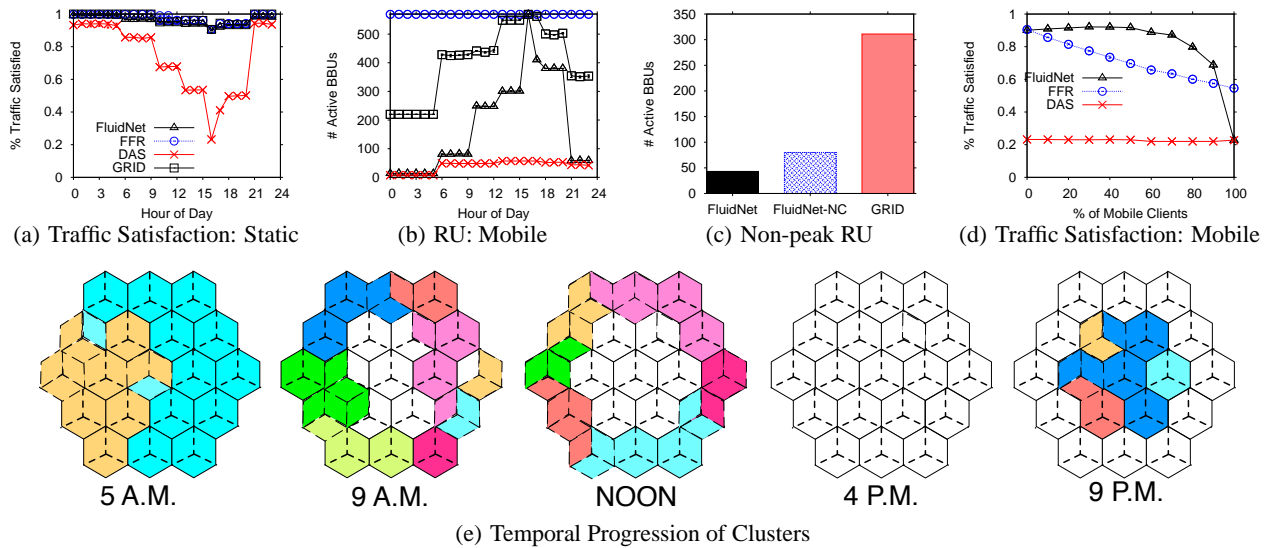 % Traffic Satisfied
1
0.8
0.6
0.4
0.2
0
FluidNet
FFR
DAS
GRID
0 3 6 9 12 15 18 21 24
Hour of Day
(a) Traffic Satisfaction: Static
# Active BBUs
500
400
300
200
100
0
0 3 6 9 12 15 18 21 24
Hour of Day
(b) RU: Mobile
# Active BBUs
350
300
250
200
150
100
50
0
FluidNet FluidNet-NC GRID
(c) Non-peak RU
% Traffic Satisfied
1
0.8
0.6
0.4
0.2
0
FluidNet
FFR
DAS
0 20 40 60 80 100
% of Mobile Clients
(d) Traffic Satisfaction: Mobile
5 A.M. 9 A.M. NOON 4 P.M. 9 P.M.
(e) Temporal Progression of Clusters